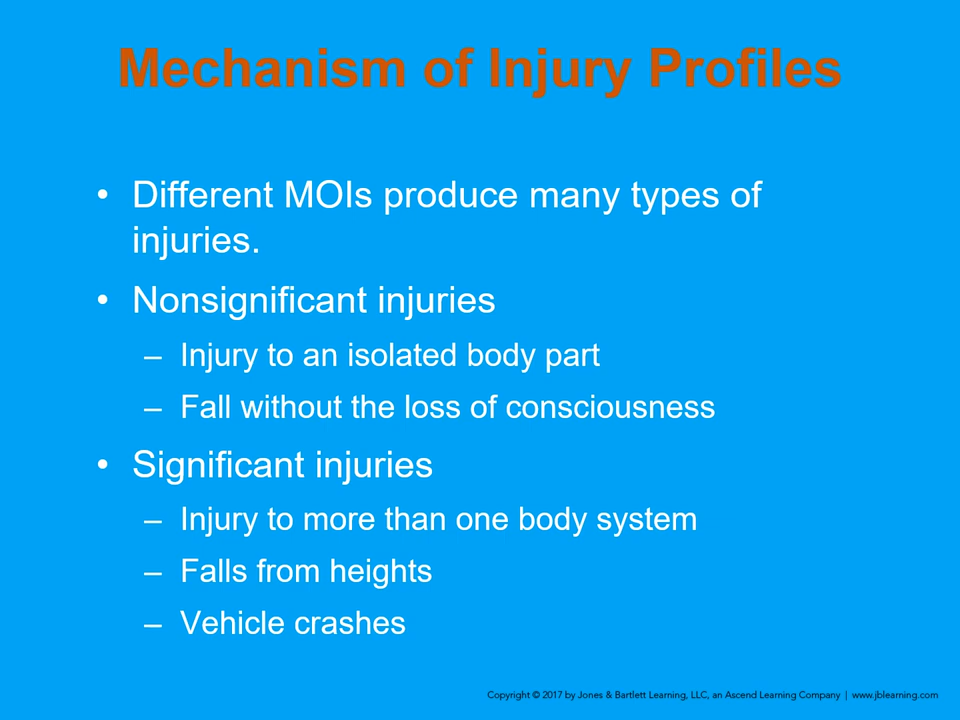 Mechanism of Injury Profiles
• Different MOIs produce many types of
injuries.
• Nonsignificant injuries
– Injury to an isolated body part
– Fall without the loss of consciousness
• Significant injuries
– Injury to more than one body system
– Falls from heights
– Vehicle crashes
Copyright © 2017 by Jones & Bartlett Learning, LLC, an Ascend Learning Company | www.jblearning.com